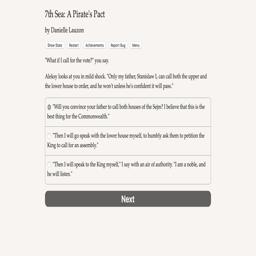 7th Sea: A Pirate's Pact
by Danielle Lauzon
Show Stats Restart Achievements Report Bug Menu
"What if I call for the vote?" you say.
Aleksy looks at you in mild shock. "Only my father, Stanislaw I, can call both the upper and
the lower house to order, and he won't unless he's confident it will pass."
"Will you convince your father to call both houses of the Sejm? I believe that this is the
best thing for the Commonwealth."
"Then I will go speak with the lower house myself, to humbly ask them to petition the
King to call for an assembly."
"Then I will speak to the King myself," I say with an air of authority. "I am a noble, and
he will listen."
Next